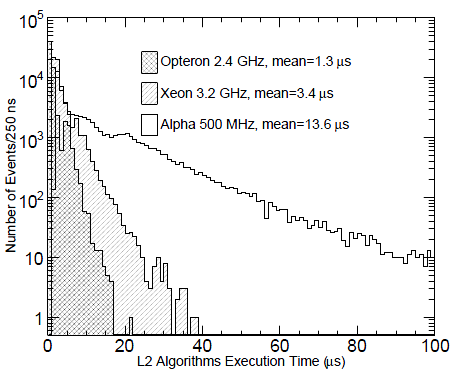 Number of Events/250 ns
10^5
10^4
10^3
10^2
10
1
Opteron 2.4 GHz, mean=1.3 μs
Xeon 3.2 GHz, mean=3.4 μs
Alpha 500 MHz, mean=13.6 μs
0 20 40 60 80 100
L2 Algorithms Execution Time (μs)